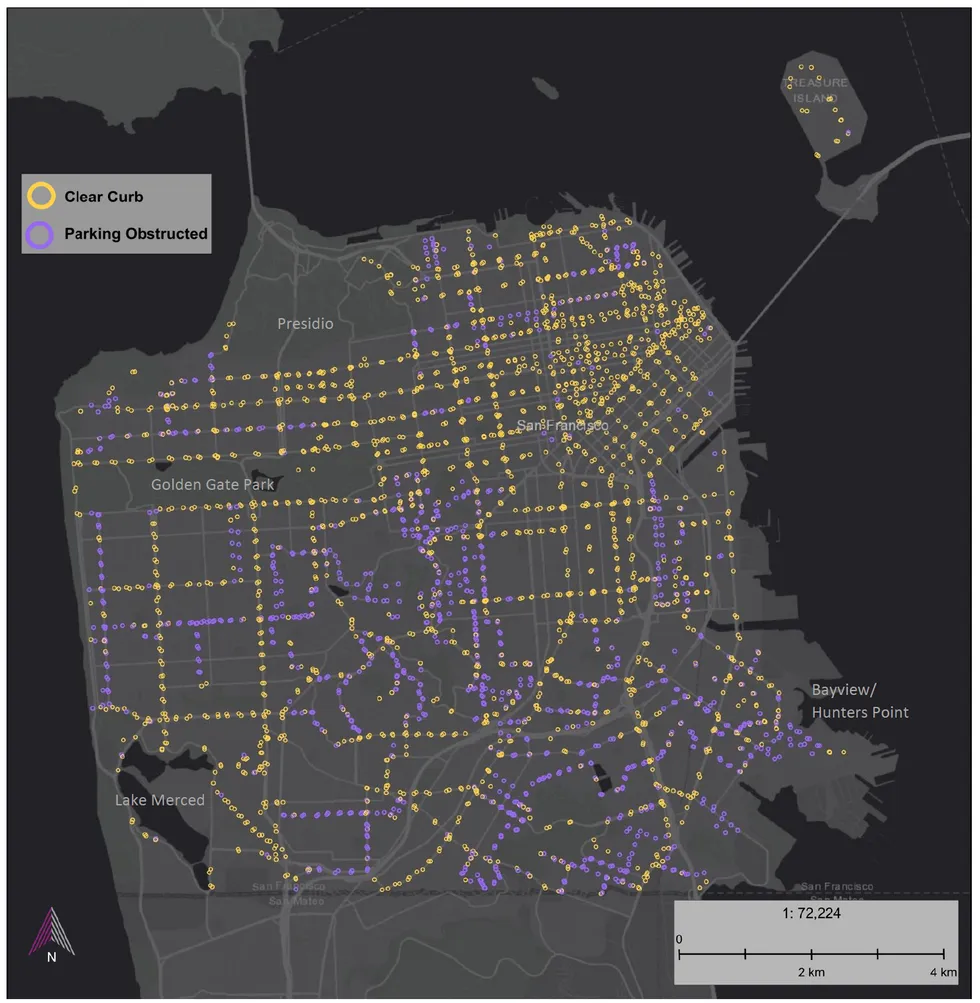 TREASURE
ISLAND
Clear Curb
Parking Obstructed
Presidio
San Francisco
Golden Gate Park
Bayview/
Hunters Point
Lake Merced
San Francisco
San Mateo
San Francisco
San Mateo
N
1: 72,224
0
2 km
4 km